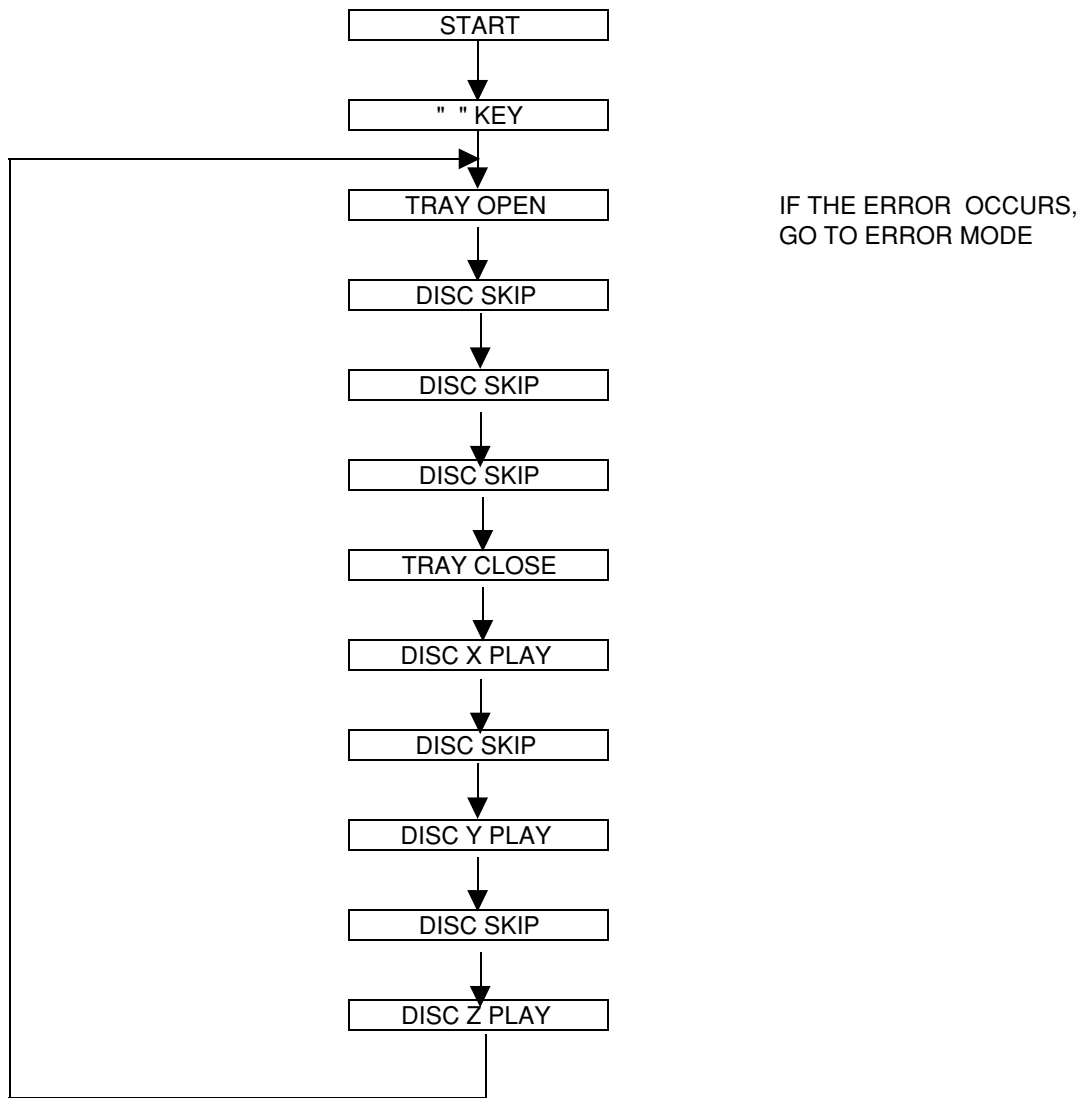 START
" " KEY
TRAY OPEN
IF THE ERROR OCCURS,
GO TO ERROR MODE
DISC SKIP
DISC SKIP
DISC SKIP
TRAY CLOSE
DISC X PLAY
DISC SKIP
DISC Y PLAY
DISC SKIP
DISC Z PLAY